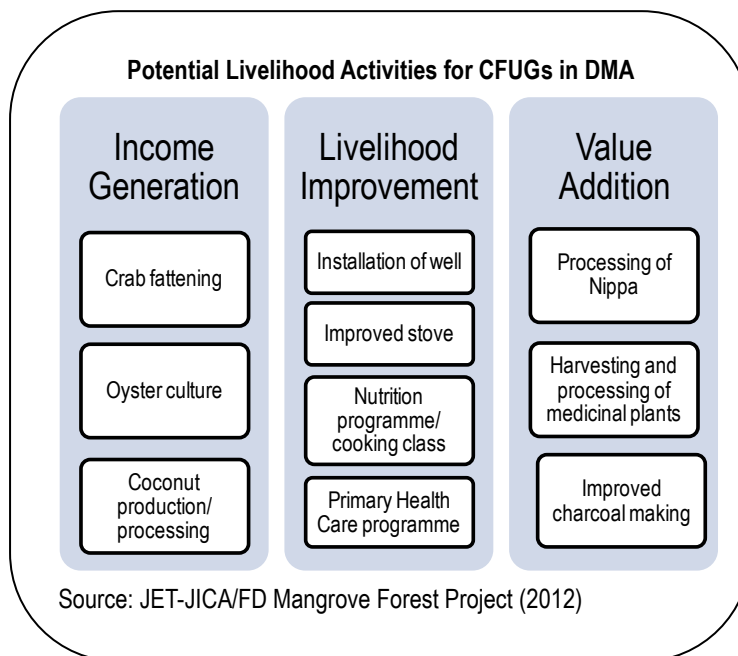 Potential Livelihood Activities for CFUGs in DMA
Income
Generation
Crab fattening
Oyster culture
Coconut
production/
processing
Livelihood
Improvement
Installation of well
Improved stove
Nutrition
programme/
cooking class
Primary Health
Care programme
Value
Addition
Processing of
Nippa
Harvesting and
processing of
medicinal plants
Improved
charcoal making
Source: JET-JICA/FD Mangrove Forest Project (2012)